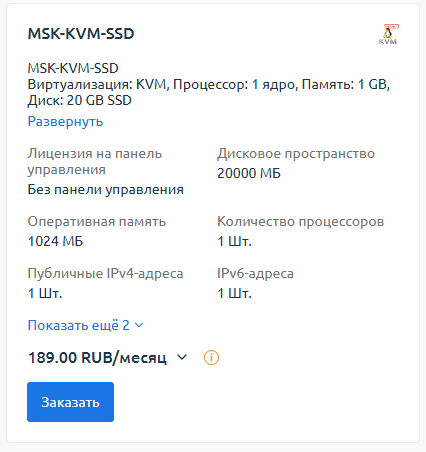 MSK-KVM-SSD
SSD
KVM
MSK-KVM-SSD
Виртуализация: KVM, Процессор: 1 ядро, Память: 1 GB,
Диск: 20 GB SSD
Развернуть
Лицензия на панель
управления
Без панели управления
Дисковое пространство
20000 МБ
Оперативная память
1024 МБ
Количество процессоров
1 Шт.
Публичные IPv4-адреса
1 Шт.
IPv6-адреса
1 Шт.
Показать ещё 2
189.00 RUB/месяц
Заказать